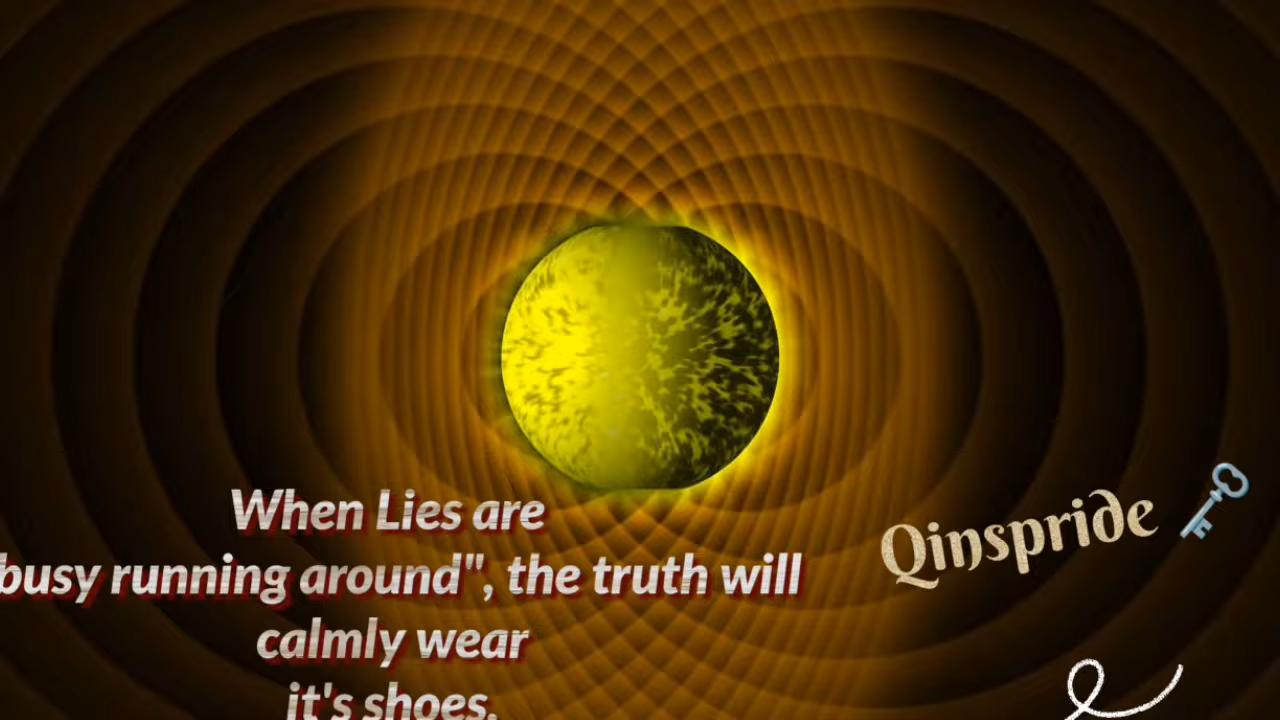 When Lies are
busy running around", the truth will
calmly wear
it's shoes.
Qinspride